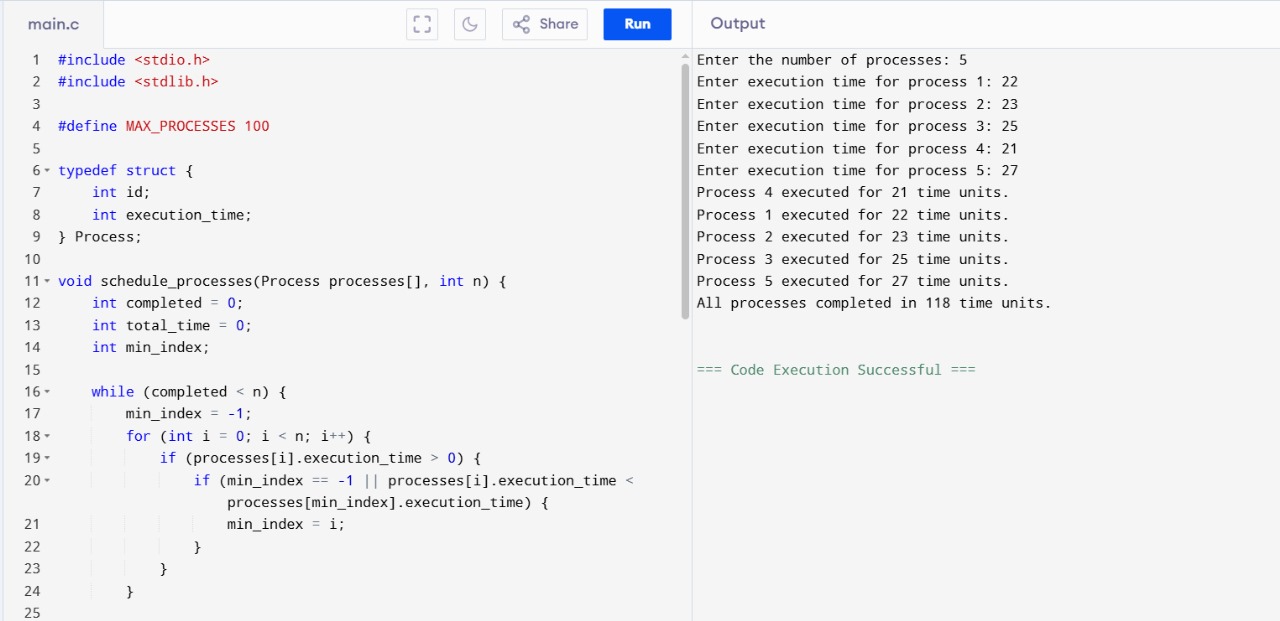 main.c
Share
Run
Output
1 #include <stdio.h>
2 #include <stdlib.h>
3
4 #define MAX_PROCESSES 100
5
6 typedef struct {
7     int id;
8     int execution_time;
9 } Process;
10
11 void schedule_processes(Process processes[], int n) {
12     int completed = 0;
13     int total_time = 0;
14     int min_index;
15
16     while (completed < n) {
17         min_index = -1;
18         for (int i = 0; i < n; i++) {
19             if (processes[i].execution_time > 0) {
20                 if (min_index == -1 || processes[i].execution_time <
                    processes[min_index].execution_time) {
21                     min_index = i;
22                 }
23             }
24         }
25
Enter the number of processes: 5
Enter execution time for process 1: 22
Enter execution time for process 2: 23
Enter execution time for process 3: 25
Enter execution time for process 4: 21
Enter execution time for process 5: 27
Process 4 executed for 21 time units.
Process 1 executed for 22 time units.
Process 2 executed for 23 time units.
Process 3 executed for 25 time units.
Process 5 executed for 27 time units.
All processes completed in 118 time units.
=== Code Execution Successful ===